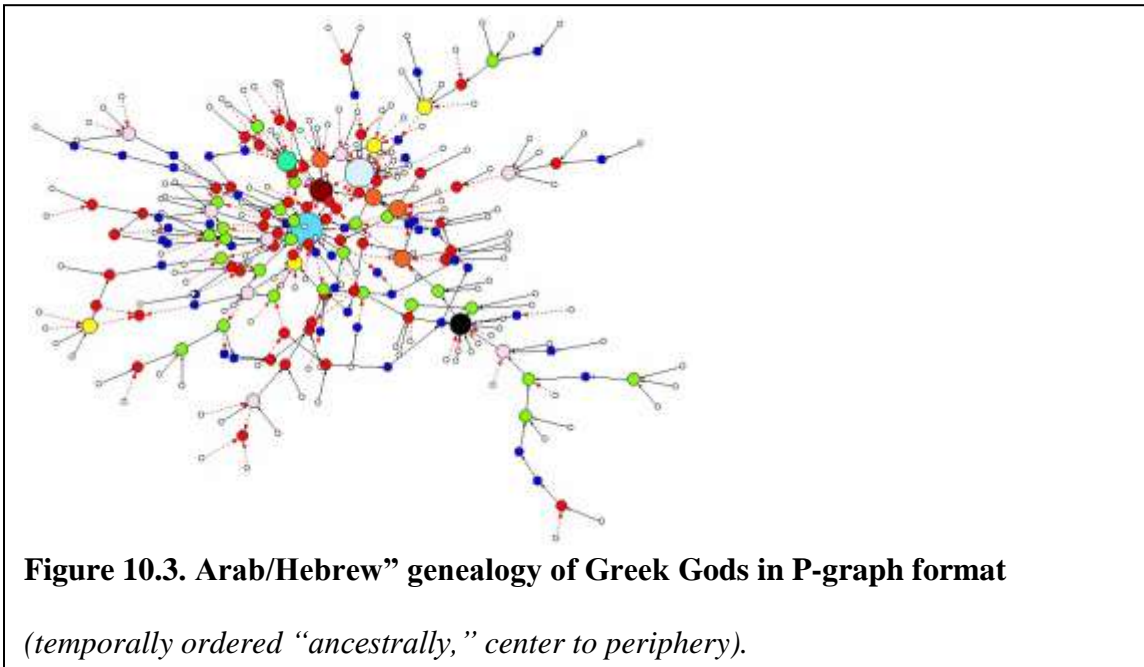 Figure 10.3. Arab/Hebrew” genealogy of Greek Gods in P-graph format
(temporally ordered “ancestrally,” center to periphery).